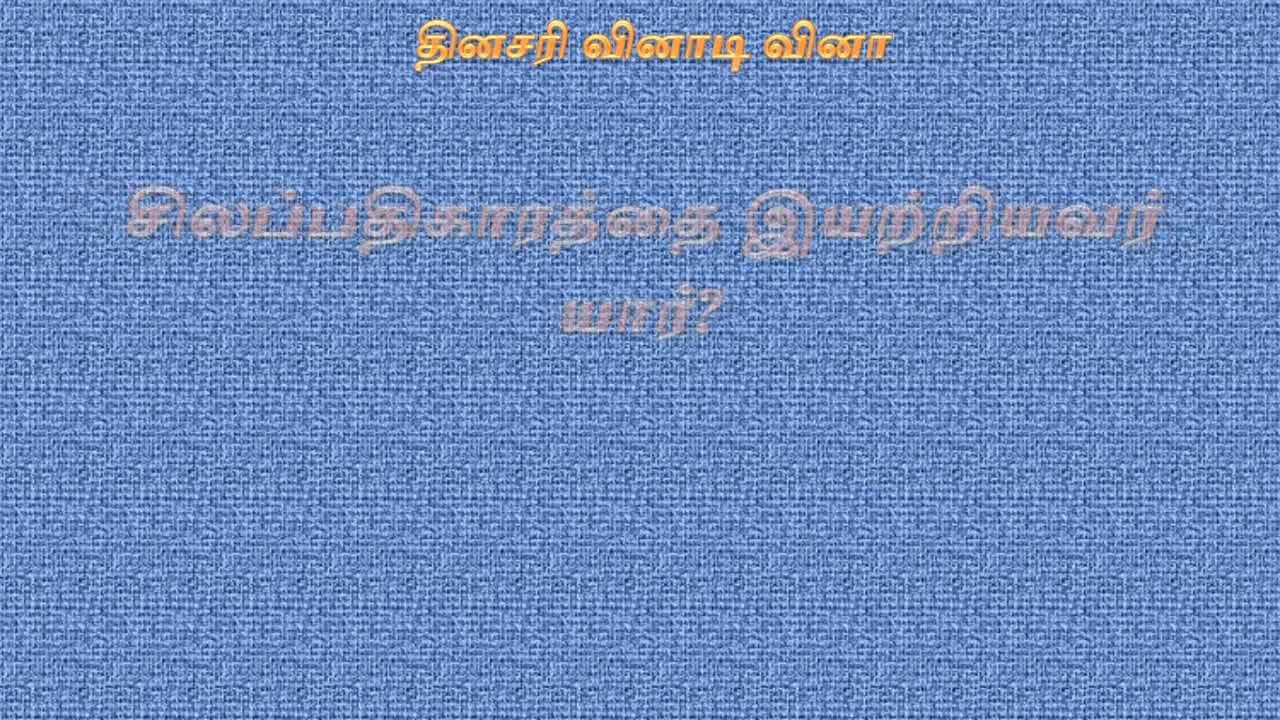 தினசரி வினாடி வினா
சிலப்பதிகாரத்தை இயற்றியவர்
யார்?